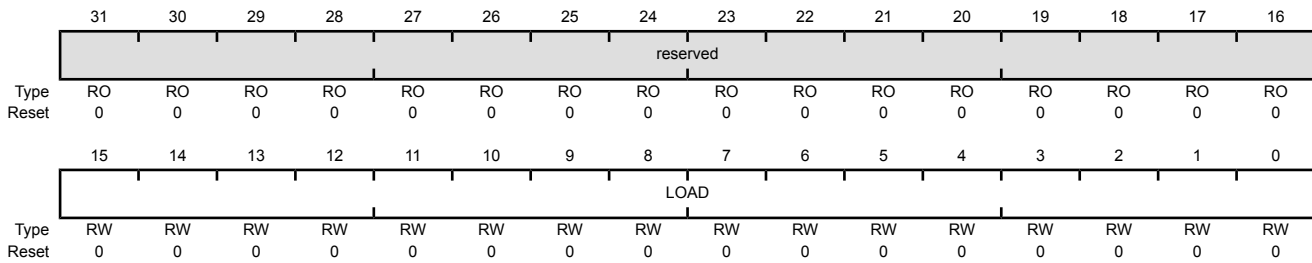 31 30 29 28 27 26 25 24 23 22 21 20 19 18 17 16
reserved
Type RO RO RO RO RO RO RO RO RO RO RO RO RO RO RO RO
Reset 0 0 0 0 0 0 0 0 0 0 0 0 0 0 0 0
15 14 13 12 11 10 9 8 7 6 5 4 3 2 1 0
LOAD
Type RW RW RW RW RW RW RW RW RW RW RW RW RW RW RW RW
Reset 0 0 0 0 0 0 0 0 0 0 0 0 0 0 0 0